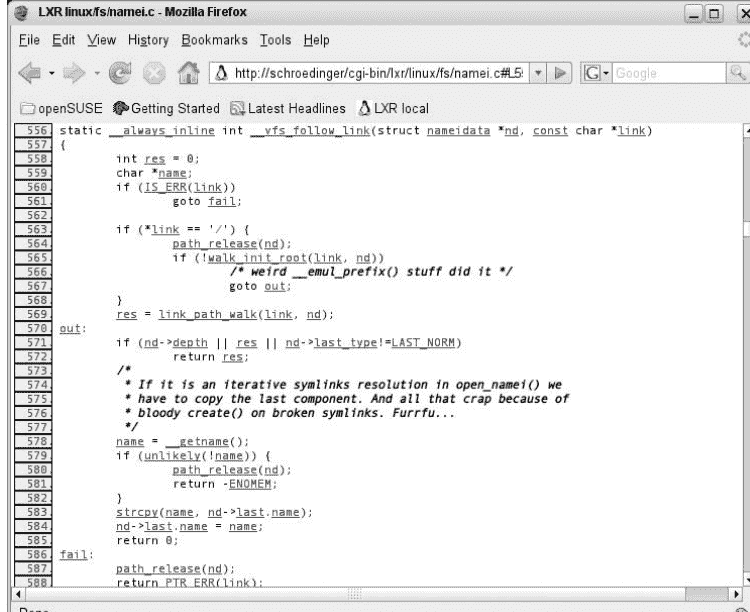 LXR linux/fs/namei.c - Mozilla Firefox
File Edit View History Bookmarks Tools Help
http://schroedinger/cgi-bin/lxr/linux/fs/namei.c#L5
G Google
openSUSE Getting Started Latest Headlines LXR local
556 static __always_inline int __vfs_follow_link(struct nameidata *nd, const char *link)
557 {
558 int res = 0;
559 char *name;
560 if (IS_ERR(link))
561 goto fail;
562
563 if (*link == '/') {
564 path_release(nd);
565 if (!walk_init_root(link, nd))
566 /* weird __emul_prefix() stuff did it */
567 goto out;
568 }
569 res = link_path_walk(link, nd);
570 out:
571 if (nd->depth || res || nd->last_type!=LAST_NORM)
572 return res;
573 /*
574 * If it is an iterative symlinks resolution in open_namei() we
575 * have to copy the last component. And all that crap because of
576 * bloody create() on broken symlinks. Furrfu...
577 */
578 name = __getname();
579 if (unlikely(!name)) {
580 path_release(nd);
581 return -ENOMEM;
582 }
583 strcpy(name, nd->last.name);
584 nd->last.name = name;
585 return 0;
586 fail:
587 path_release(nd);
588 return PTR_ERR(link);